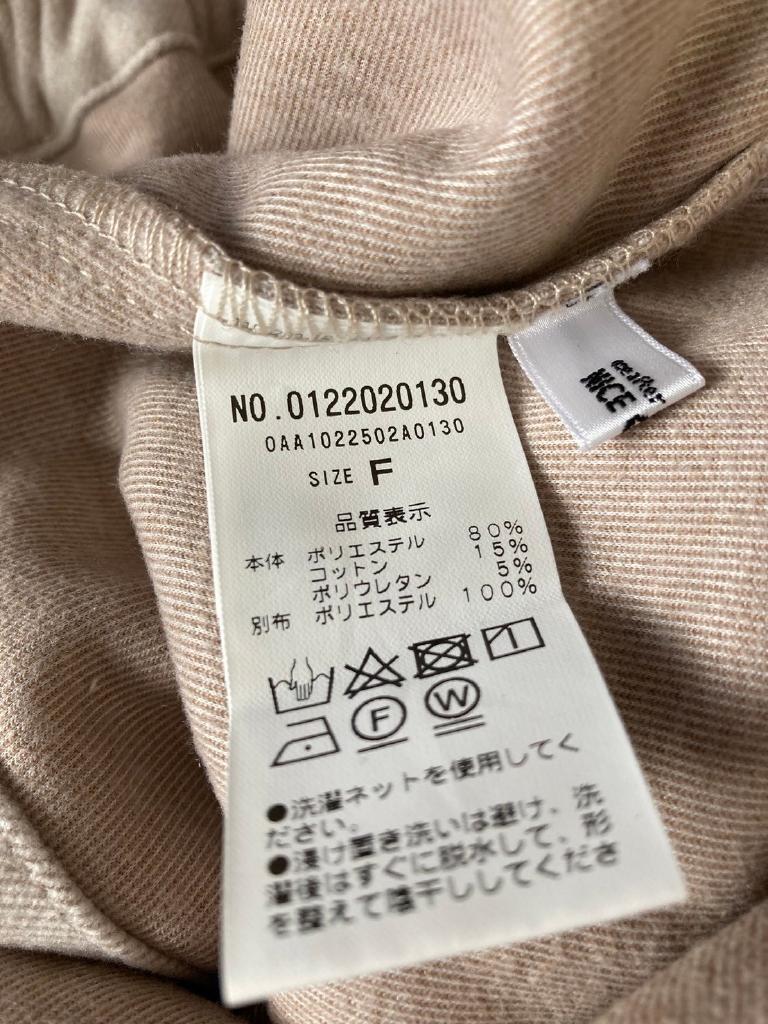 NO.0122020130
0AA1022502A0130
SIZE F
品質表示
本体 ポリエステル 80%
コットン 15%
ポリウレタン 5%
別布 ポリエステル 100%
F W
●洗濯ネットを使用してく
ださい。
●浸け置き洗いは避け、洗
濯後はすぐに脱水して、形
を整えて陰干ししてくださ
NICE